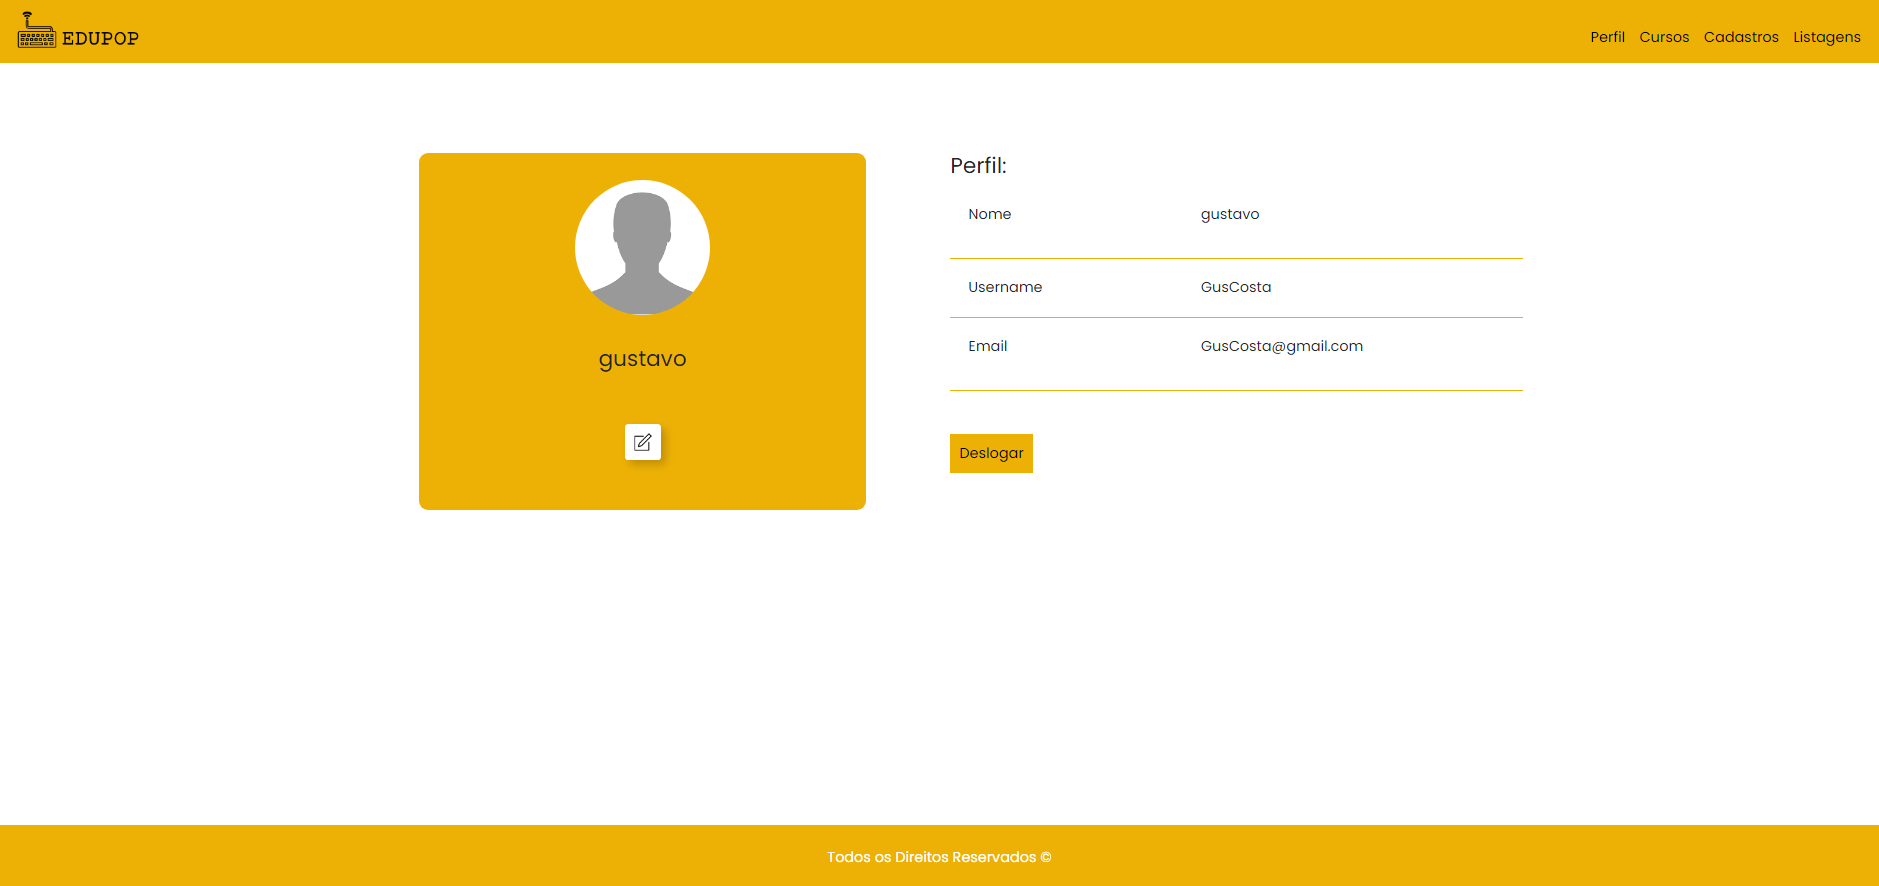 EDUPOP
Perfil Cursos Cadastros Listagens
gustavo
Perfil:
Nome gustavo
Username GusCosta
Email GusCosta@gmail.com
Deslogar
Todos os Direitos Reservados ©